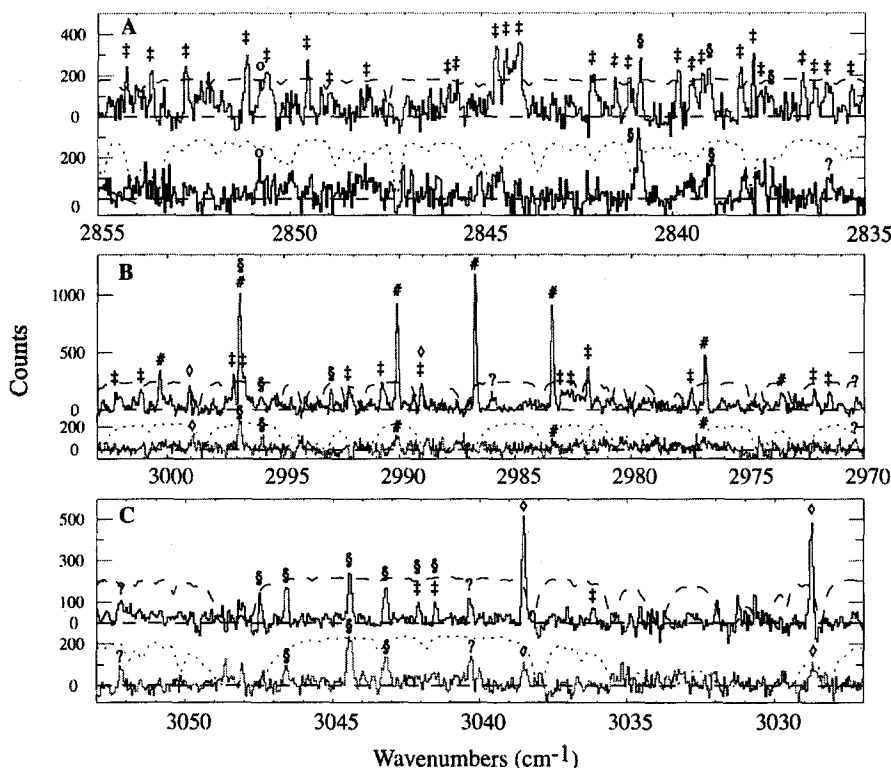 A
‡ ‡ ‡ ‡ ‡ ‡ ‡ ‡ ‡ ‡ ‡ ‡ ‡ ‡ ‡ ‡ § ‡ ‡ ‡ § ‡ ‡ ‡ § ‡ ‡ ‡ ‡
o
400
200
0
§ § ?
o
200
0
2855 2850 2845 2840 2835
B
‡ ‡ # ◊ ‡ § # ‡ § § ‡ ‡ # ◊ ‡ # ? # ‡ ‡ ‡ ‡ # # ‡ ‡ ?
1000
500
0
◊ § § # # # ?
200
0
3000 2995 2990 2985 2980 2975 2970
C
? § § § § § ‡ § ‡ ? ◊ ‡ ◊
500
300
100
0
? § § § ? ◊ ◊
200
0
3050 3045 3040 3035 3030
Counts
Wavenumbers (cm-1)